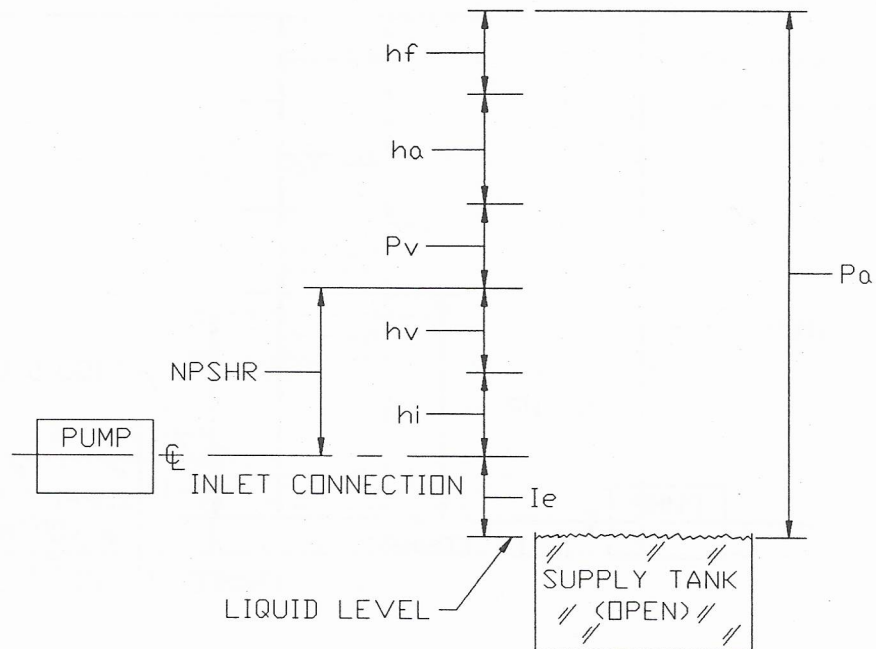 hf
ha
Pv
Pa
hv
NPSHR
hi
PUMP
℄
INLET CONNECTION
Ie
SUPPLY TANK
(OPEN)
LIQUID LEVEL